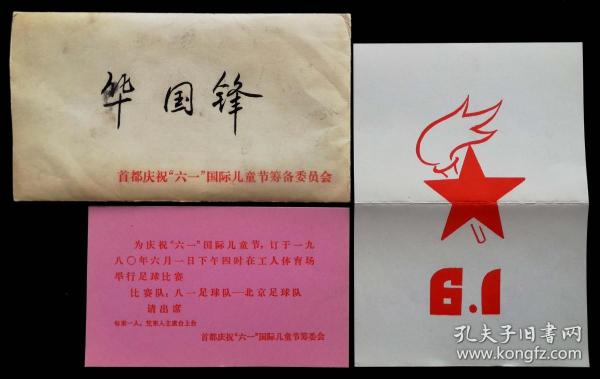 华国锋
首都庆祝“六一”国际儿童节筹备委员会
为庆祝“六一”国际儿童节，订于一九
八〇年六月一日下午四时在工人体育场
举行足球比赛
比赛队：八一足球队—北京足球队
请出席
每柬一人，凭柬入主席台上台
首都庆祝“六一”国际儿童节筹委会
6.1
孔夫子旧书网
www.kongfz.com